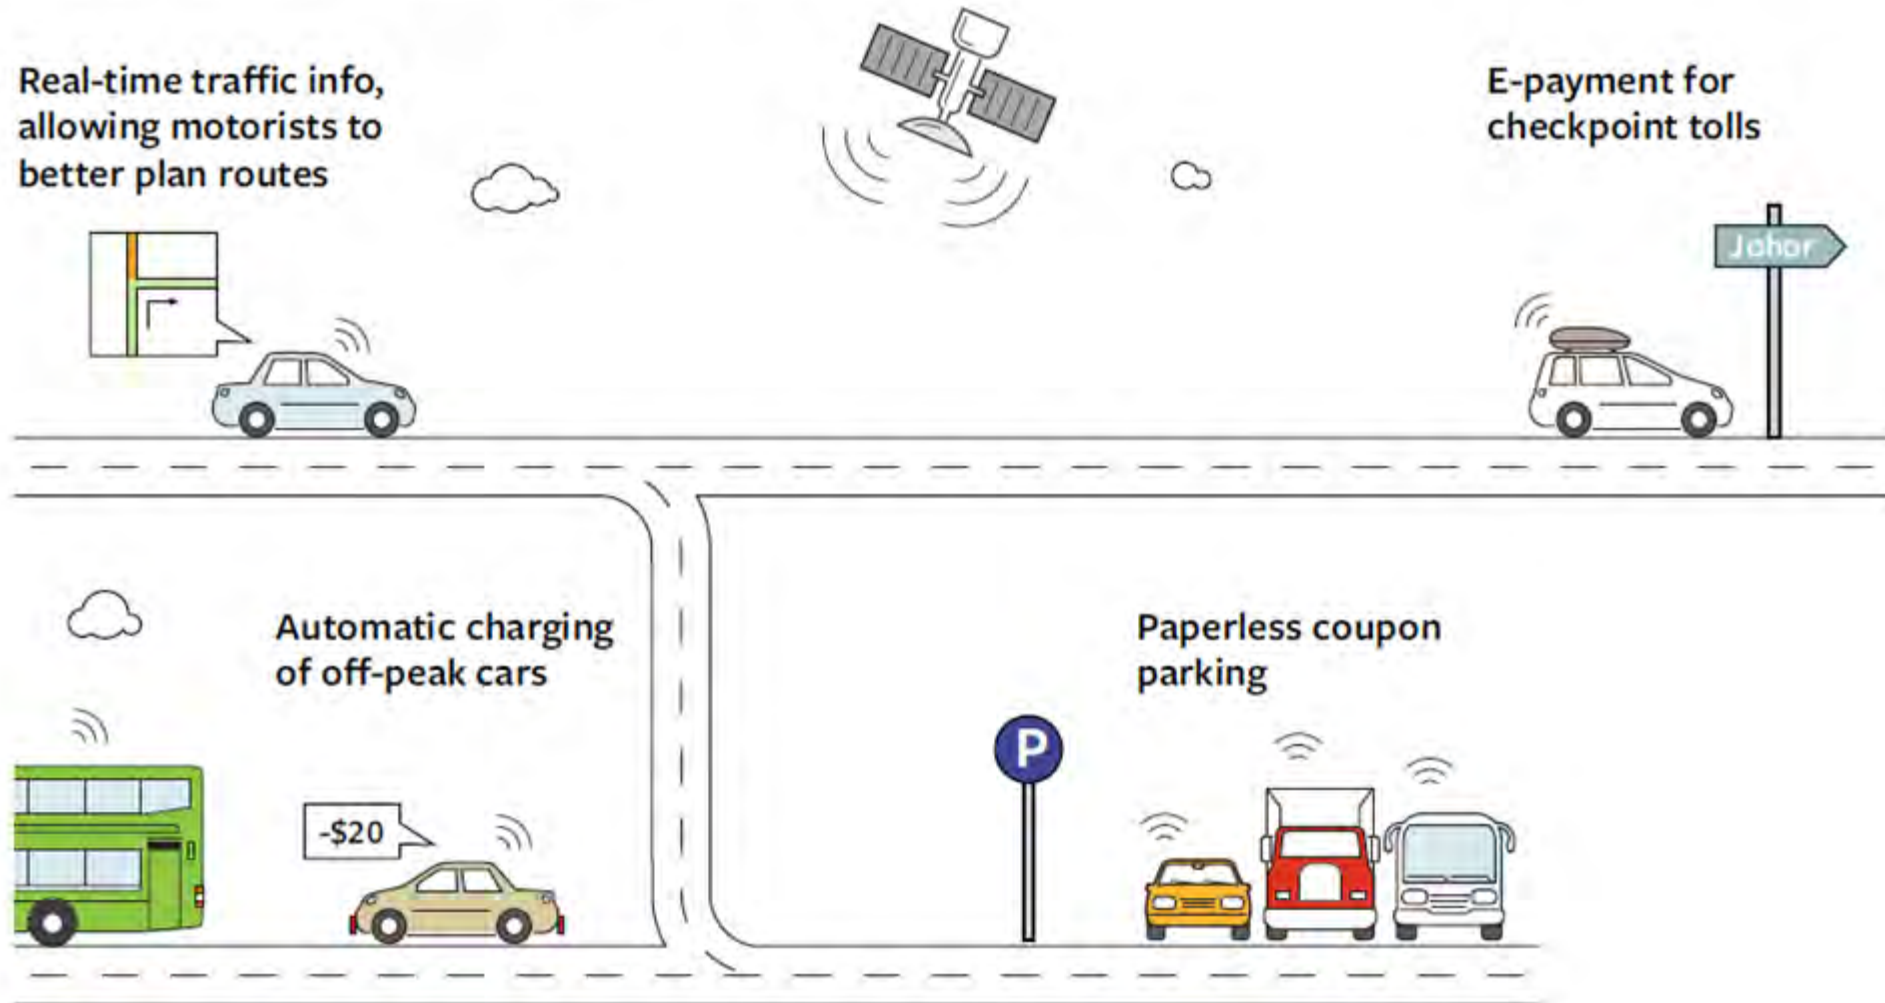 Real-time traffic info,
allowing motorists to
better plan routes
E-payment for
checkpoint tolls
Johor
Automatic charging
of off-peak cars
-$20
Paperless coupon
parking
P